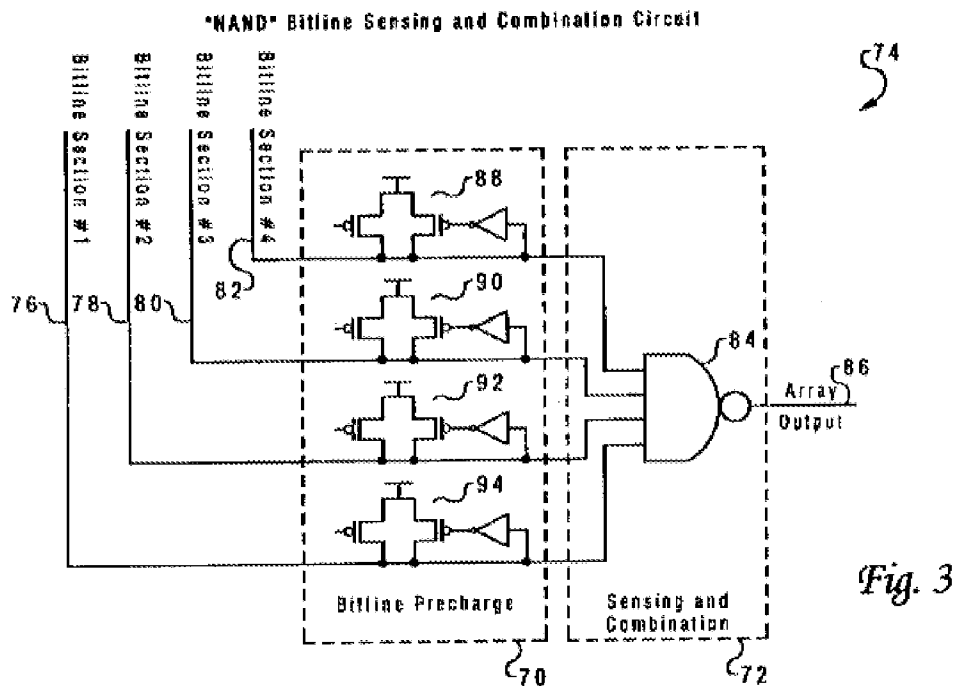 "NAND" Bitline Sensing and Combination Circuit
74
Bitline Section #1
Bitline Section #2
Bitline Section #3
Bitline Section #4
88
82
76
78
80
90
84
86
92
Array
Output
94
Bitline Precharge
Sensing and
Combination
Fig. 3
70
72